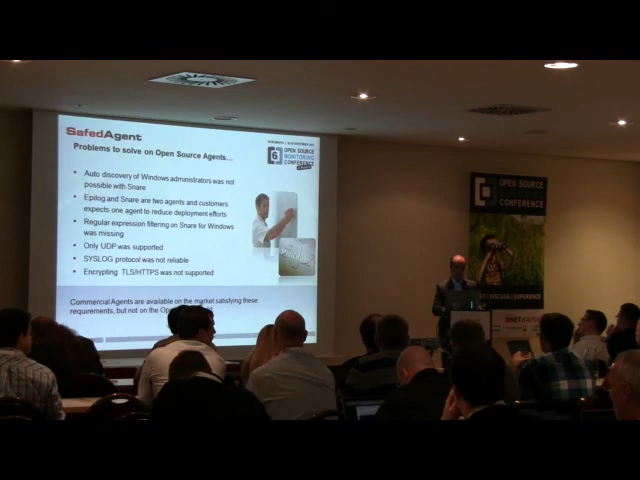 SafedAgent
Problems to solve on Open Source Agents...
6.
OPEN SOURCE
MONITORING
CONFERENCE
Auto discovery of Windows administrators was not
possible with Snare
Epilog and Snare are two agents and customers
expects one agent to reduce deployment efforts
Regular expression filtering on Snare for Windows
was missing
Only UDP was supported
SYSLOG protocol was not reliable
Encrypting TLS/HTTPS was not supported
Commercial Agents are available on the market satisfying these
requirements, but not on the
OPEN SOURCE
CONFERENCE
DISCUSS | EXPERIENCE
NETWAYS